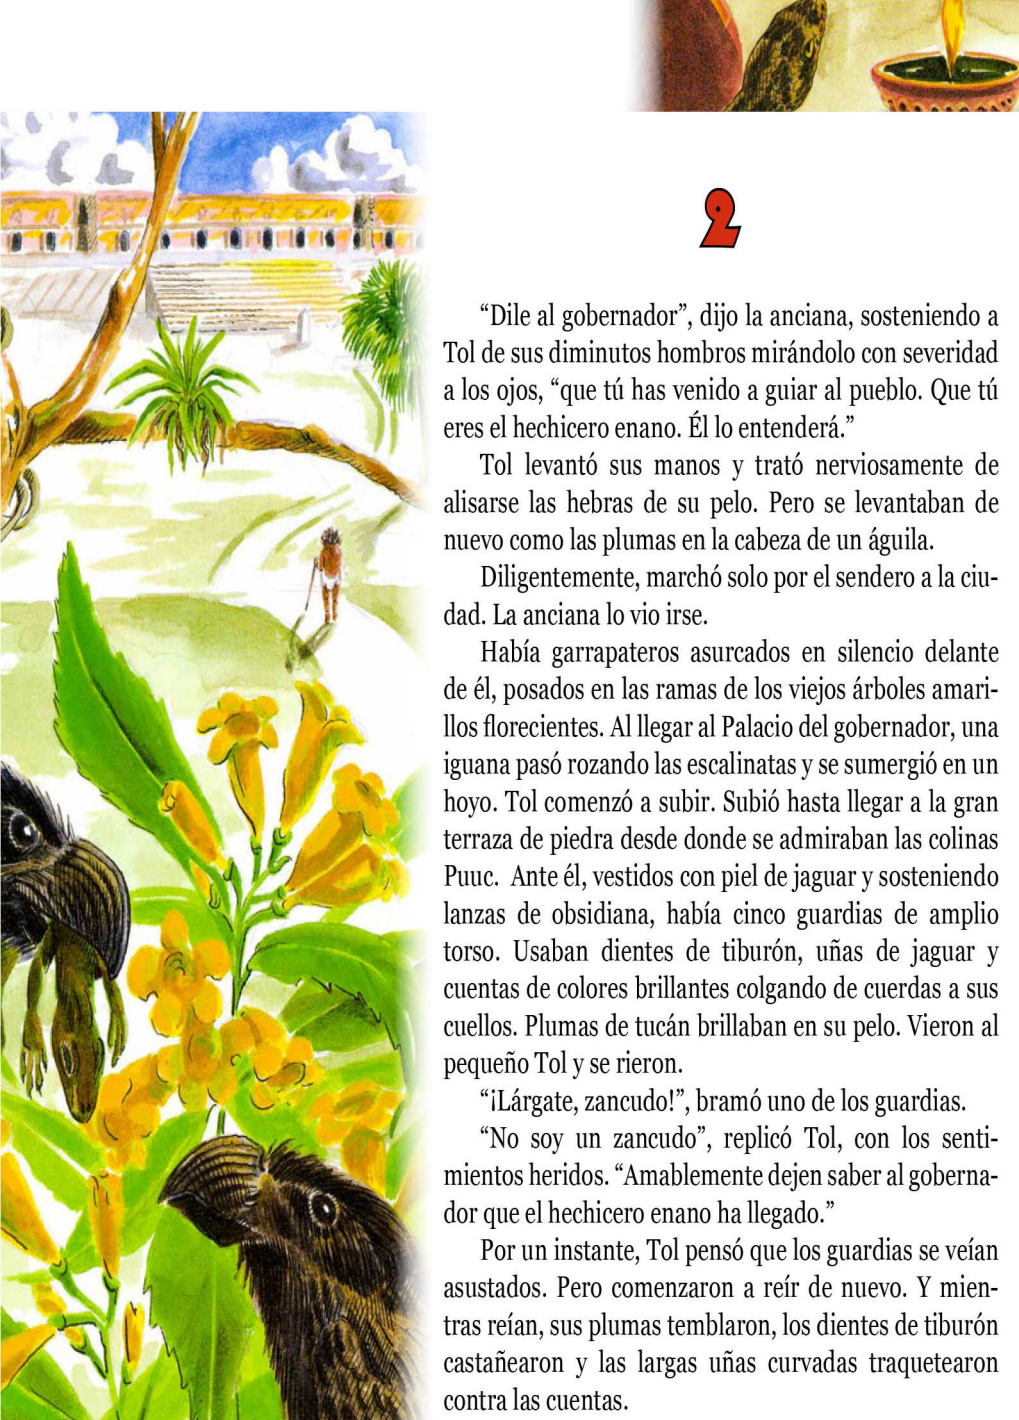 2
“Dile al gobernador”, dijo la anciana, sosteniendo a
Tol de sus diminutos hombros mirándolo con severidad
a los ojos, “que tú has venido a guiar al pueblo. Que tú
eres el hechicero enano. Él lo entenderá.”
Tol levantó sus manos y trató nerviosamente de
alisarse las hebras de su pelo. Pero se levantaban de
nuevo como las plumas en la cabeza de un águila.
Diligentemente, marchó solo por el sendero a la ciu-
dad. La anciana lo vio irse.
Había garrapateros asurcados en silencio delante
de él, posados en las ramas de los viejos árboles amari-
llos florecientes. Al llegar al Palacio del gobernador, una
iguana pasó rozando las escalinatas y se sumergió en un
hoyo. Tol comenzó a subir. Subió hasta llegar a la gran
terraza de piedra desde donde se admiraban las colinas
Puuc. Ante él, vestidos con piel de jaguar y sosteniendo
lanzas de obsidiana, había cinco guardias de amplio
torso. Usaban dientes de tiburón, uñas de jaguar y
cuentas de colores brillantes colgando de cuerdas a sus
cuellos. Plumas de tucán brillaban en su pelo. Vieron al
pequeño Tol y se rieron.
“¡Lárgate, zancudo!”, bramó uno de los guardias.
“No soy un zancudo”, replicó Tol, con los senti-
mientos heridos. “Amablemente dejen saber al goberna-
dor que el hechicero enano ha llegado.”
Por un instante, Tol pensó que los guardias se veían
asustados. Pero comenzaron a reír de nuevo. Y mien-
tras reían, sus plumas temblaron, los dientes de tiburón
castañearon y las largas uñas curvadas traquetearon
contra las cuentas.